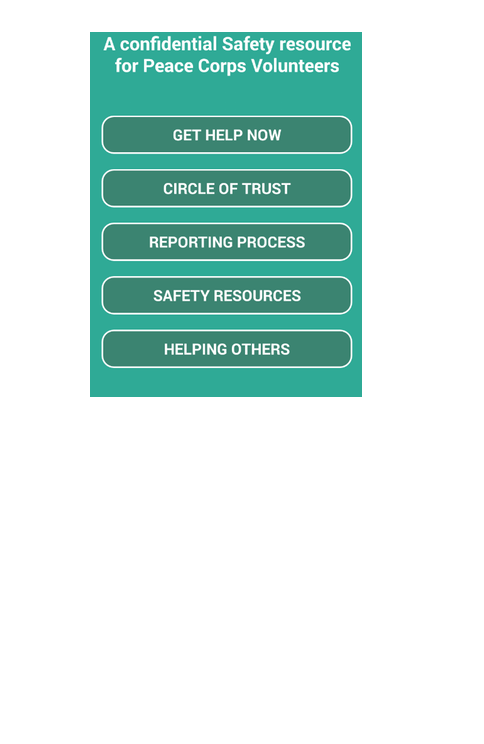 A confidential Safety resource
for Peace Corps Volunteers
GET HELP NOW
CIRCLE OF TRUST
REPORTING PROCESS
SAFETY RESOURCES
HELPING OTHERS